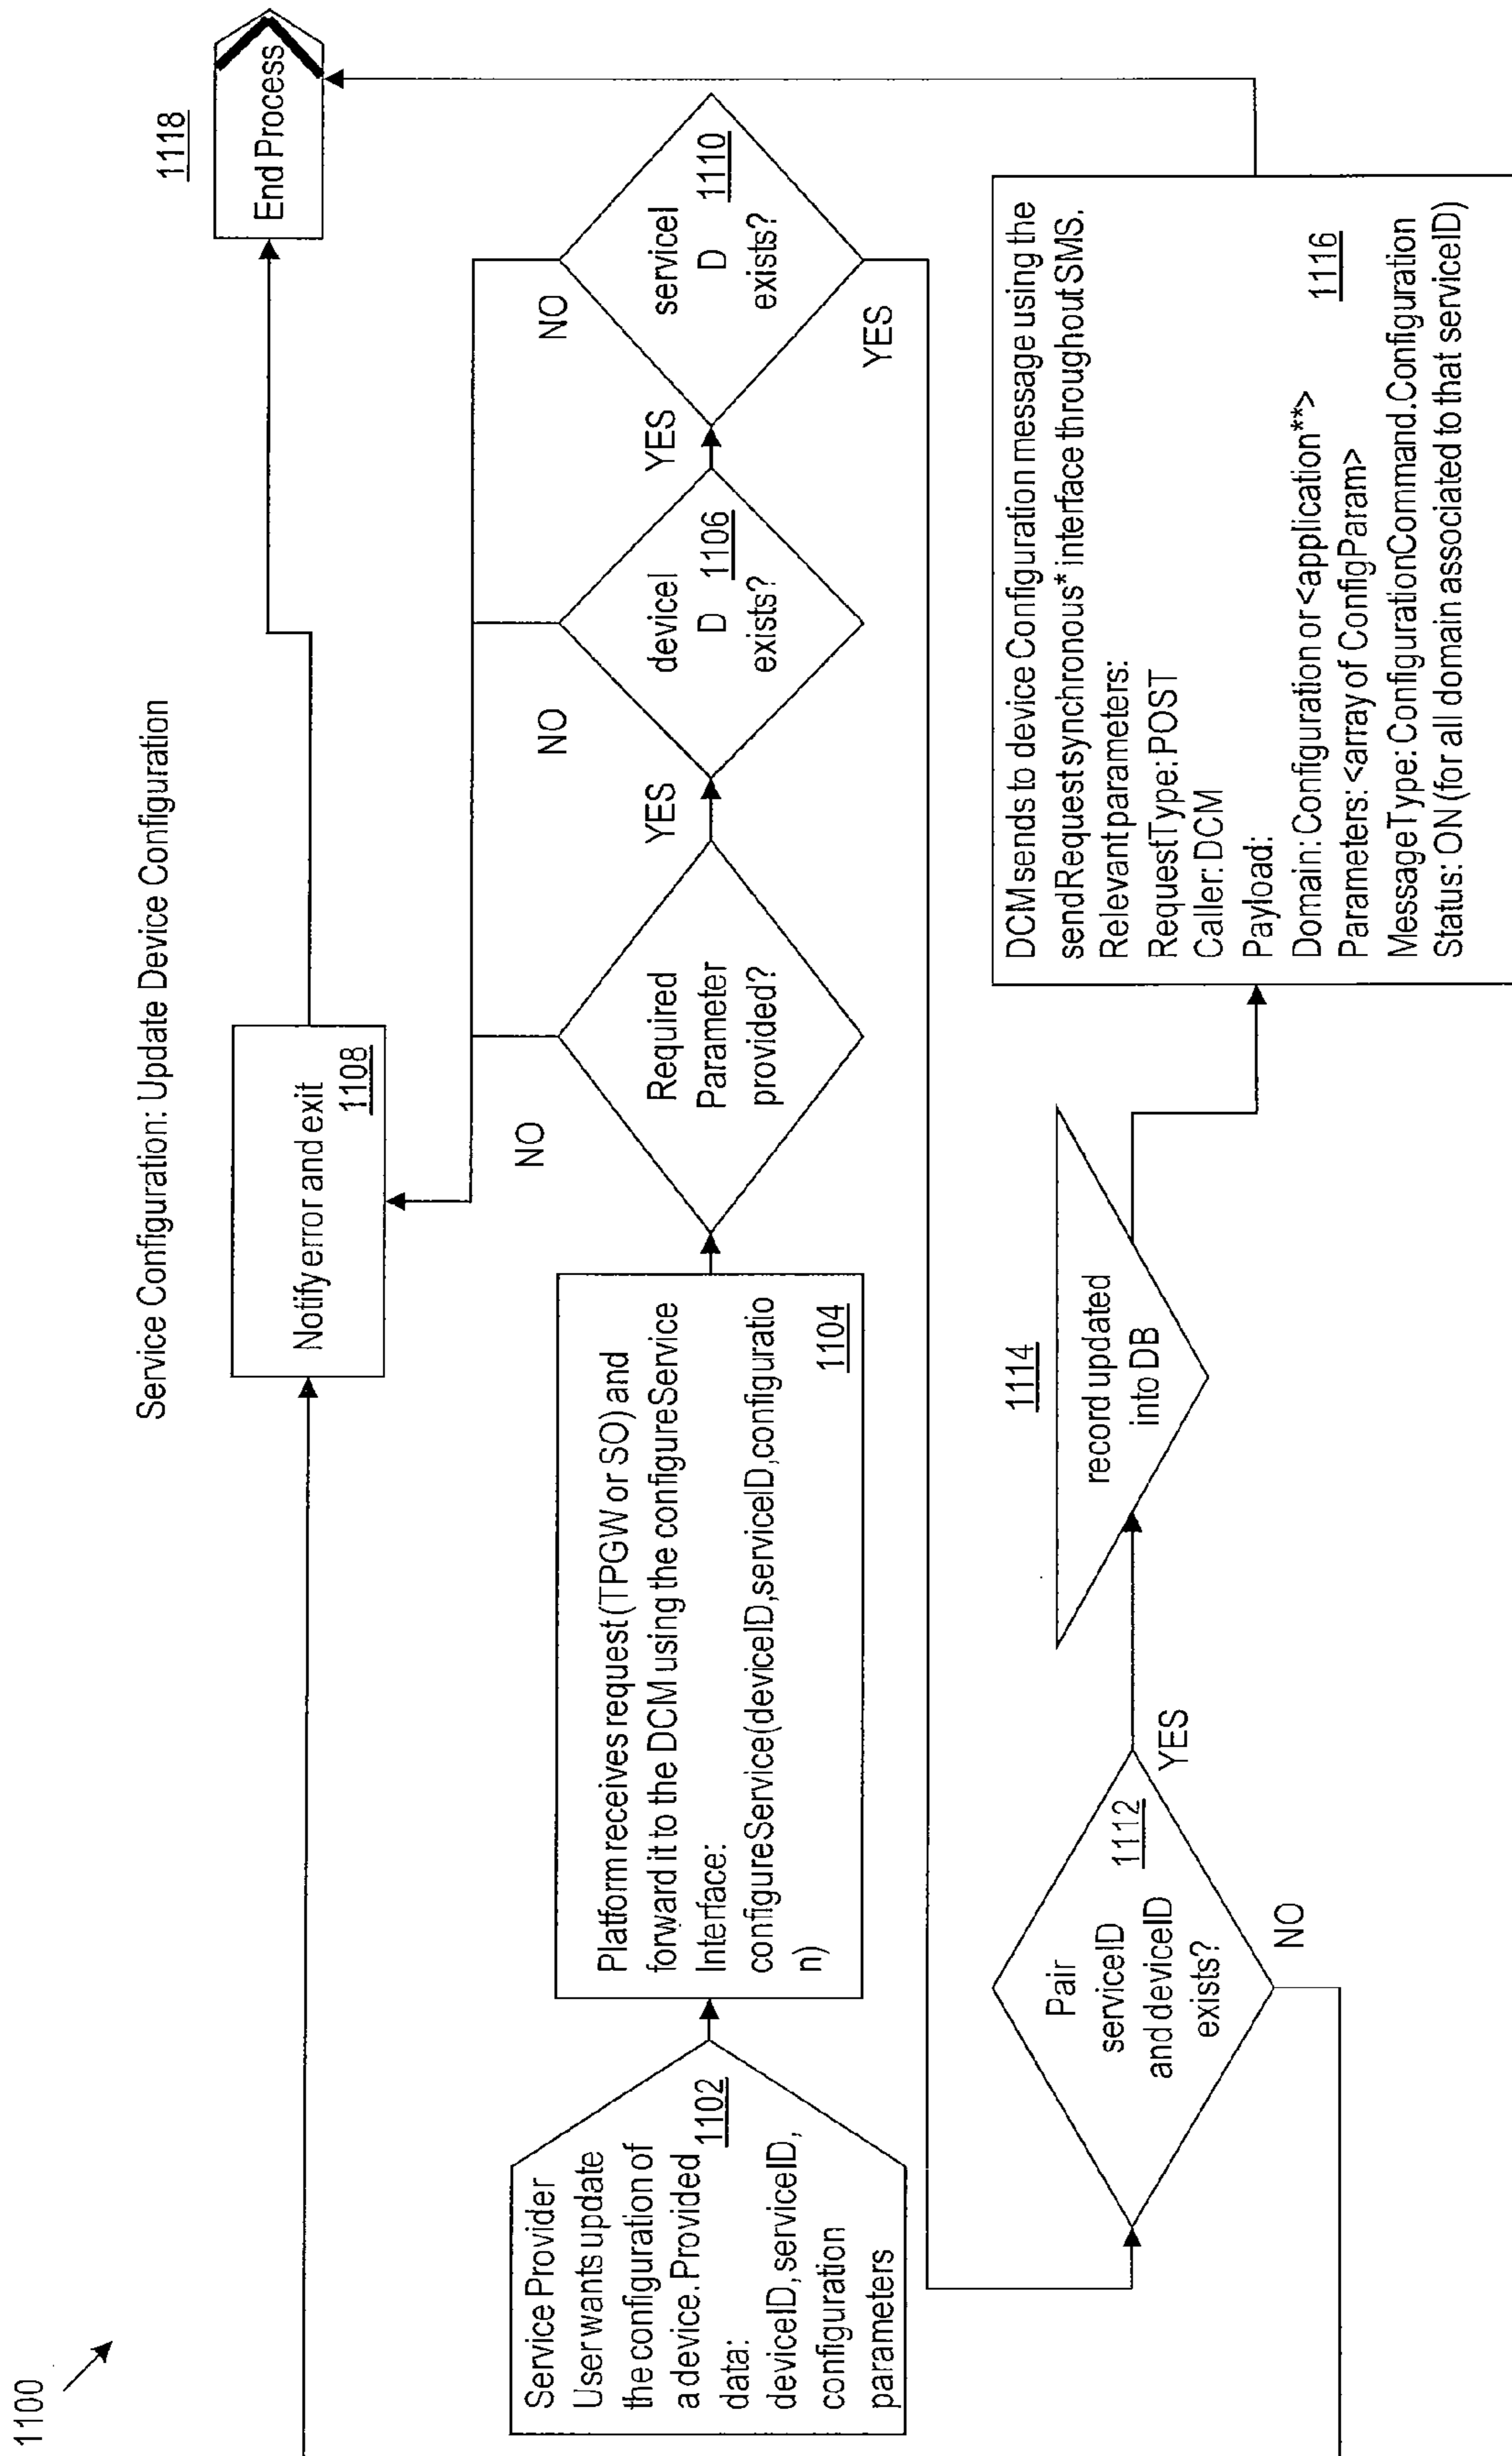 1100
Service Configuration: Update Device Configuration
Notify error and exit
1108
1118
End Process
Service Provider
User wants update
the configuration of
a device. Provided
1102
data:
deviceID, serviceID,
configuration
parameters
Platform receives request (TPGW or SO) and
forward it to the DCM using the configureService
Interface:
configureService(deviceID,serviceID,configuratio
n)
1104
Required
Parameter
provided?
NO
YES
deviceI
D 1106
exists?
NO
YES
serviceI
D 1110
exists?
NO
YES
Pair
serviceID
and deviceID
exists?
1112
YES
NO
1114
record updated
into DB
DCM sends to device Configuration message using the
sendRequest synchronous* interface throughout SMS.
Relevant parameters:
RequestType: POST
Caller: DCM
Payload:
Domain: Configuration or <application**>
Parameters: <array of ConfigParam>
1116
MessageType: ConfigurationCommand.Configuration
Status: ON (for all domain associated to that serviceID)